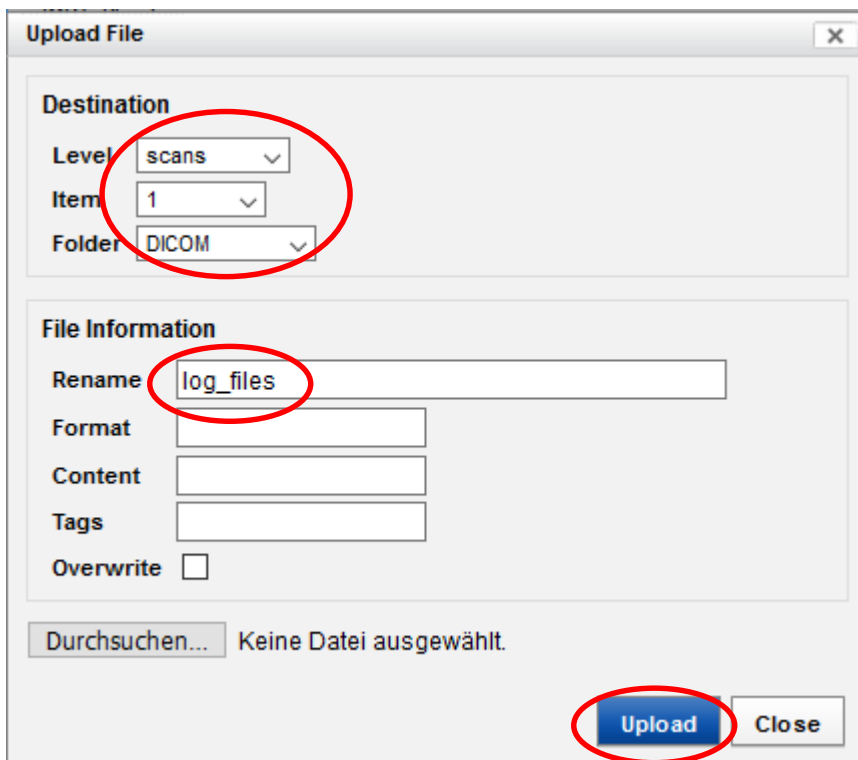 Upload File
Destination
Level scans
Item 1
Folder DICOM
File Information
Rename log_files
Format
Content
Tags
Overwrite
Durchsuchen... Keine Datei ausgewählt.
Upload Close